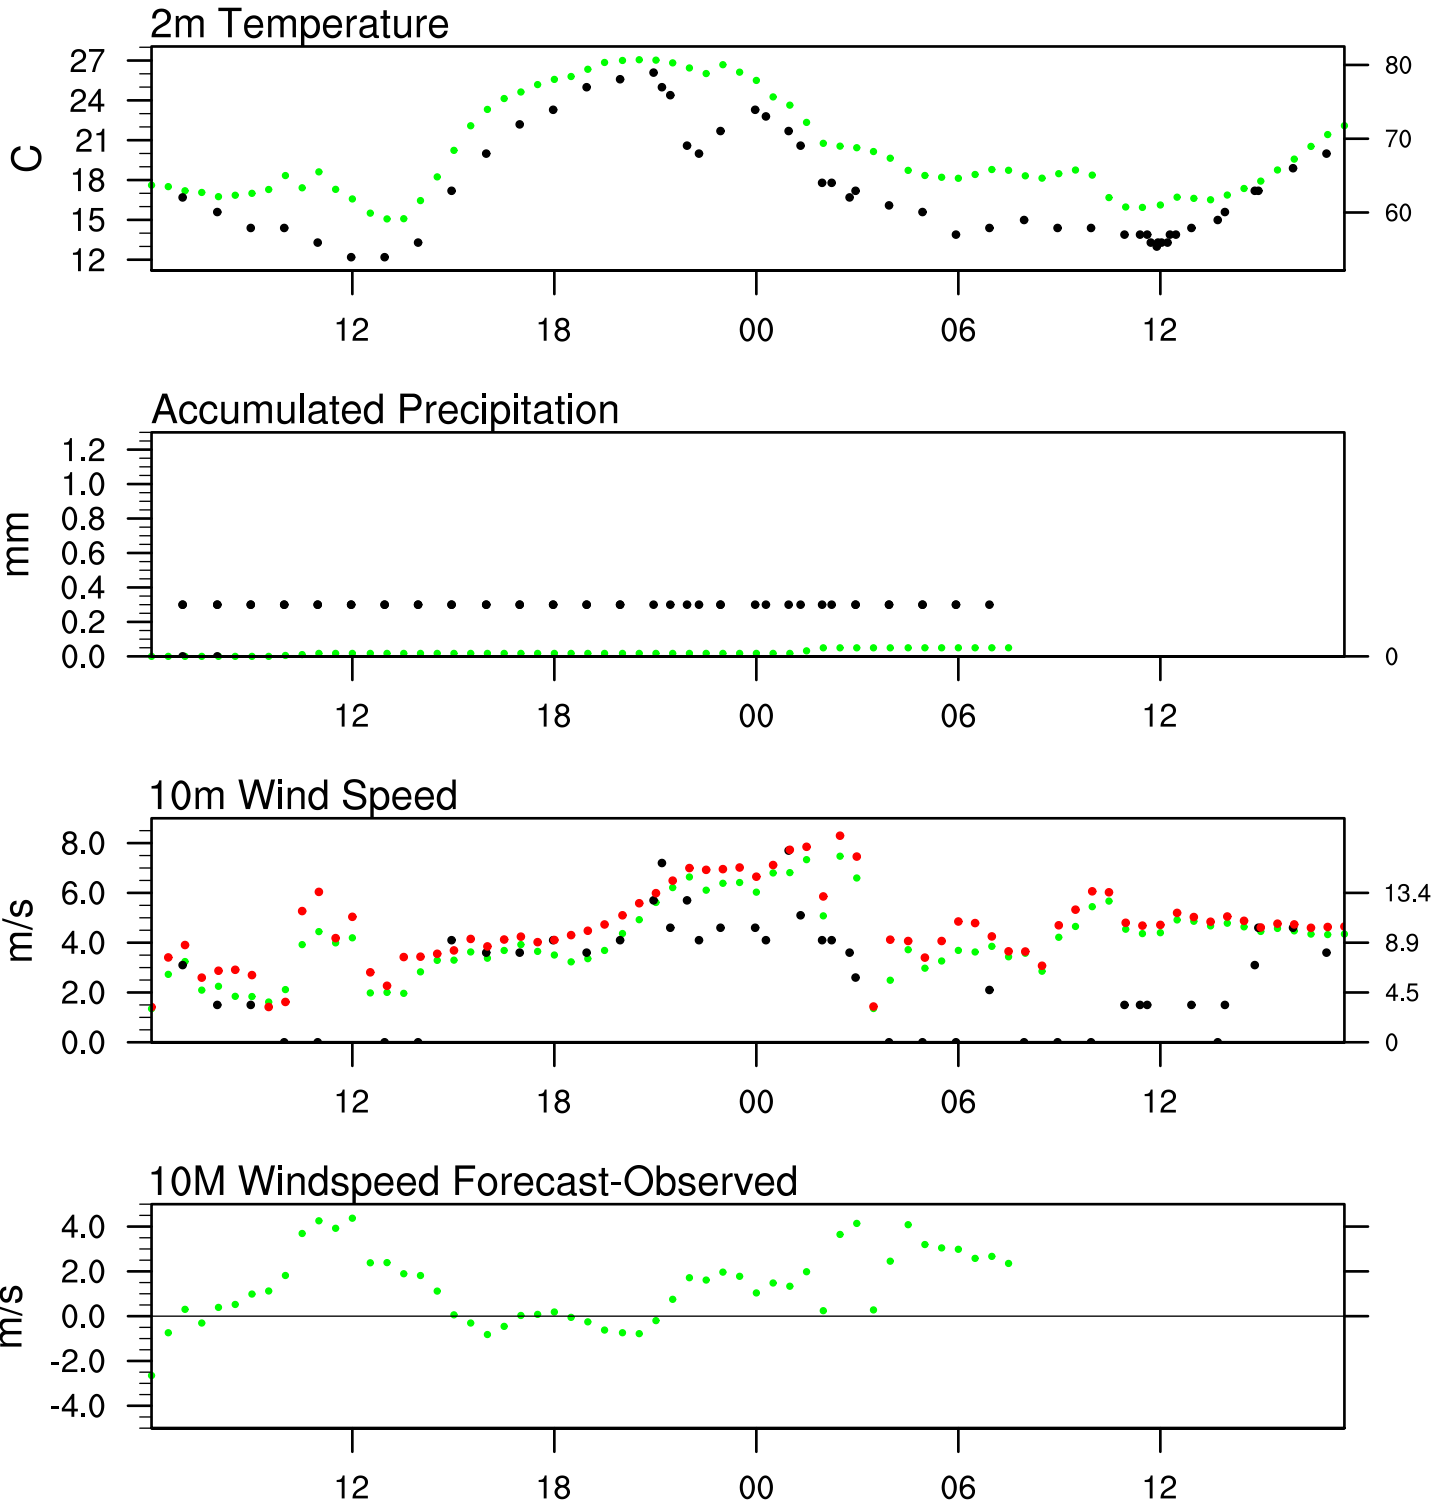 2m Temperature
27
24
21
18
15
12
C
80
70
60
12 18 00 06 12
Accumulated Precipitation
1.2
1.0
0.8
0.6
0.4
0.2
0.0
mm
0
12 18 00 06 12
10m Wind Speed
8.0
6.0
4.0
2.0
0.0
m/s
13.4
8.9
4.5
0
12 18 00 06 12
10M Windspeed Forecast-Observed
4.0
2.0
0.0
-2.0
-4.0
m/s
12 18 00 06 12